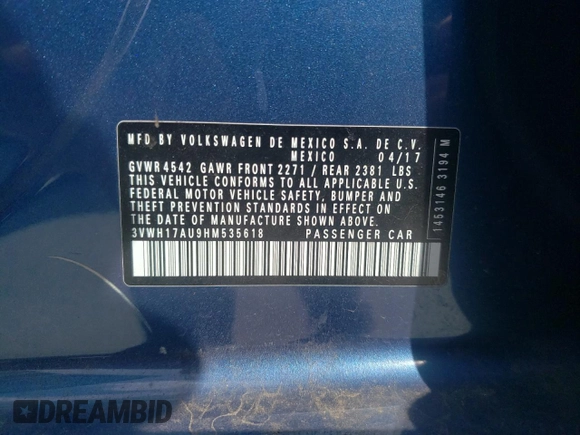 MFD BY VOLKSWAGEN DE MEXICO S.A. DE C.V.
MEXICO 04/17
GVWR 4542 GAWR FRONT 2271 / REAR 2381 LBS
THIS VEHICLE CONFORMS TO ALL APPLICABLE U.S.
FEDERAL MOTOR VEHICLE SAFETY, BUMPER AND
THEFT PREVENTION STANDARDS IN EFFECT ON
THE DATE OF MANUFACTURE SHOWN ABOVE.
3VWH17AU9HM535618 PASSENGER CAR
1453146 3194 M
DREAMBID